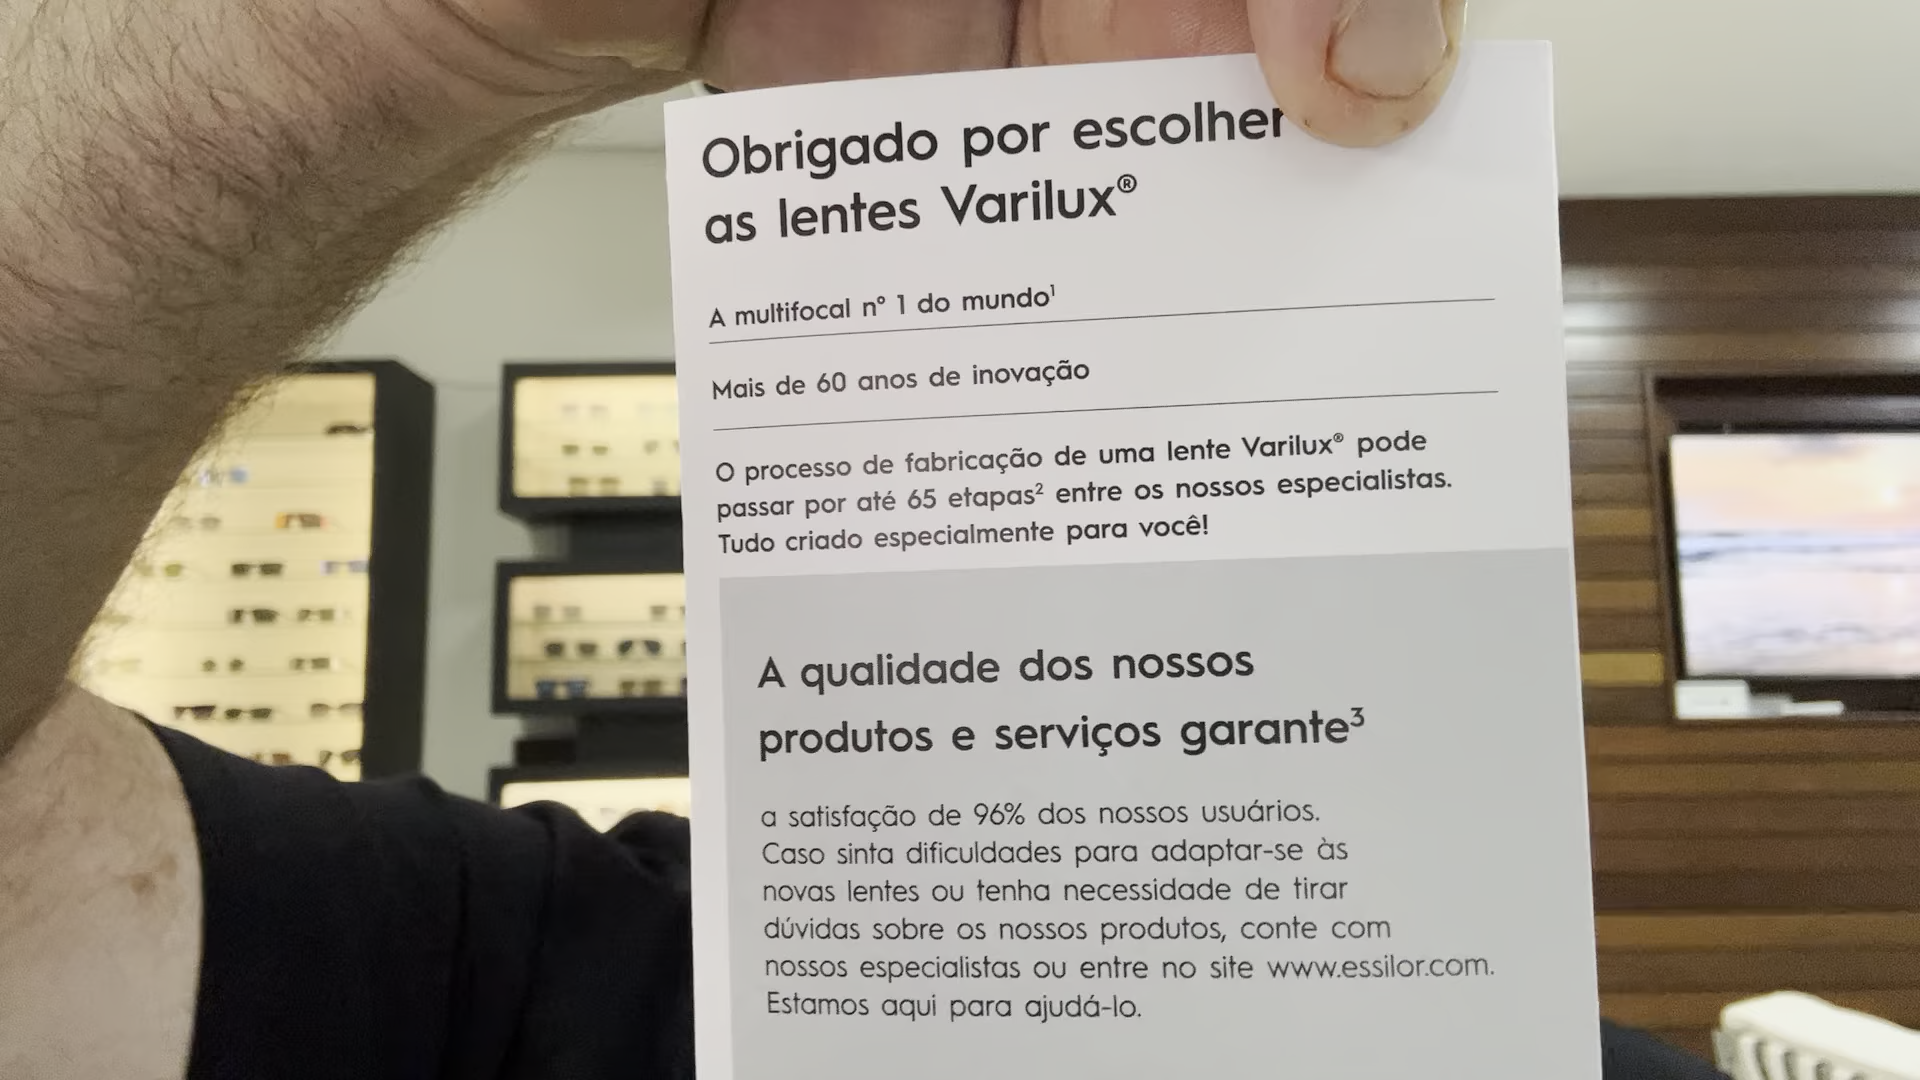 Obrigado por escolher
as lentes Varilux®
A multifocal nº 1 do mundo¹
Mais de 60 anos de inovação
O processo de fabricação de uma lente Varilux® pode
passar por até 65 etapas² entre os nossos especialistas.
Tudo criado especialmente para você!
A qualidade dos nossos
produtos e serviços garante³
a satisfação de 96% dos nossos usuários.
Caso sinta dificuldades para adaptar-se às
novas lentes ou tenha necessidade de tirar
dúvidas sobre os nossos produtos, conte com
nossos especialistas ou entre no site www.essilor.com.
Estamos aqui para ajudá-lo.